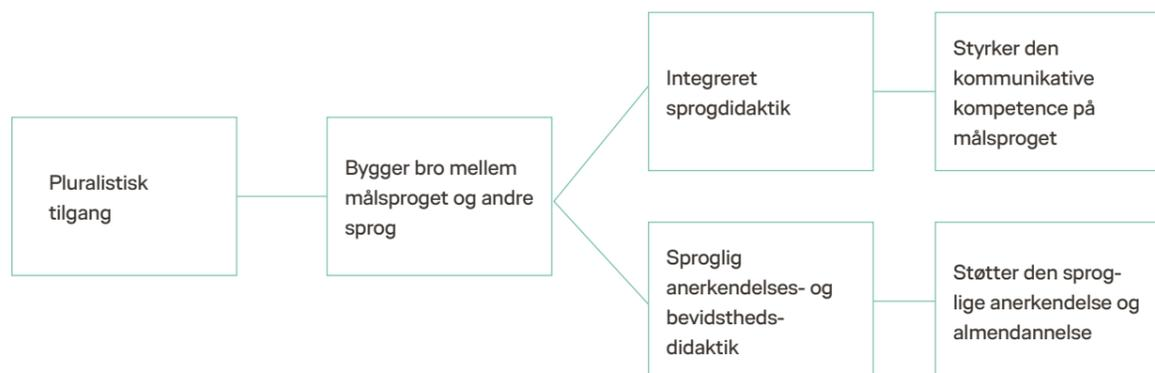 Pluralistisk
tilgang
Bygger bro mellem
målsproget og andre
sprog
Integreret
sprogdidaktik
Styrker den
kommunikative
kompetence på
målsproget
Sproglig
anerkendelses- og
bevidstheds-
didaktik
Støtter den sprog-
lige anerkendelse og
almendannelse